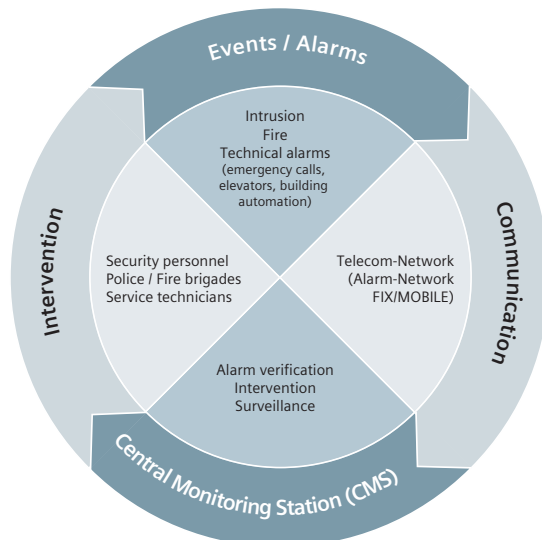 Events / Alarms
Intrusion
Fire
Technical alarms
(emergency calls,
elevators, building
automation)
Intervention
Security personnel
Police / Fire brigades
Service technicians
Telecom-Network
(Alarm-Network
FIX/MOBILE)
Communication
Alarm verification
Intervention
Surveillance
Central Monitoring Station (CMS)